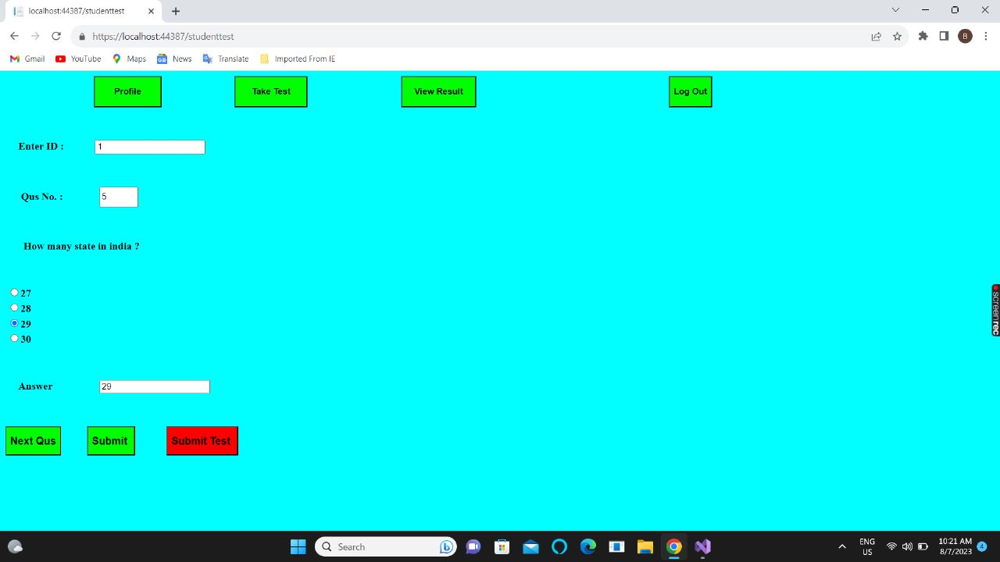 localhost:44387/studenttest
https://localhost:44387/studenttest
B
Gmail YouTube Maps News Translate Imported From IE
Profile Take Test View Result Log Out
Enter ID : 1
Qus No. : 5
How many state in india ?
27
28
29
30
Answer 29
Next Qus Submit Submit Test
screenrec
Search
ENG
US
10:21 AM
8/7/2023
4